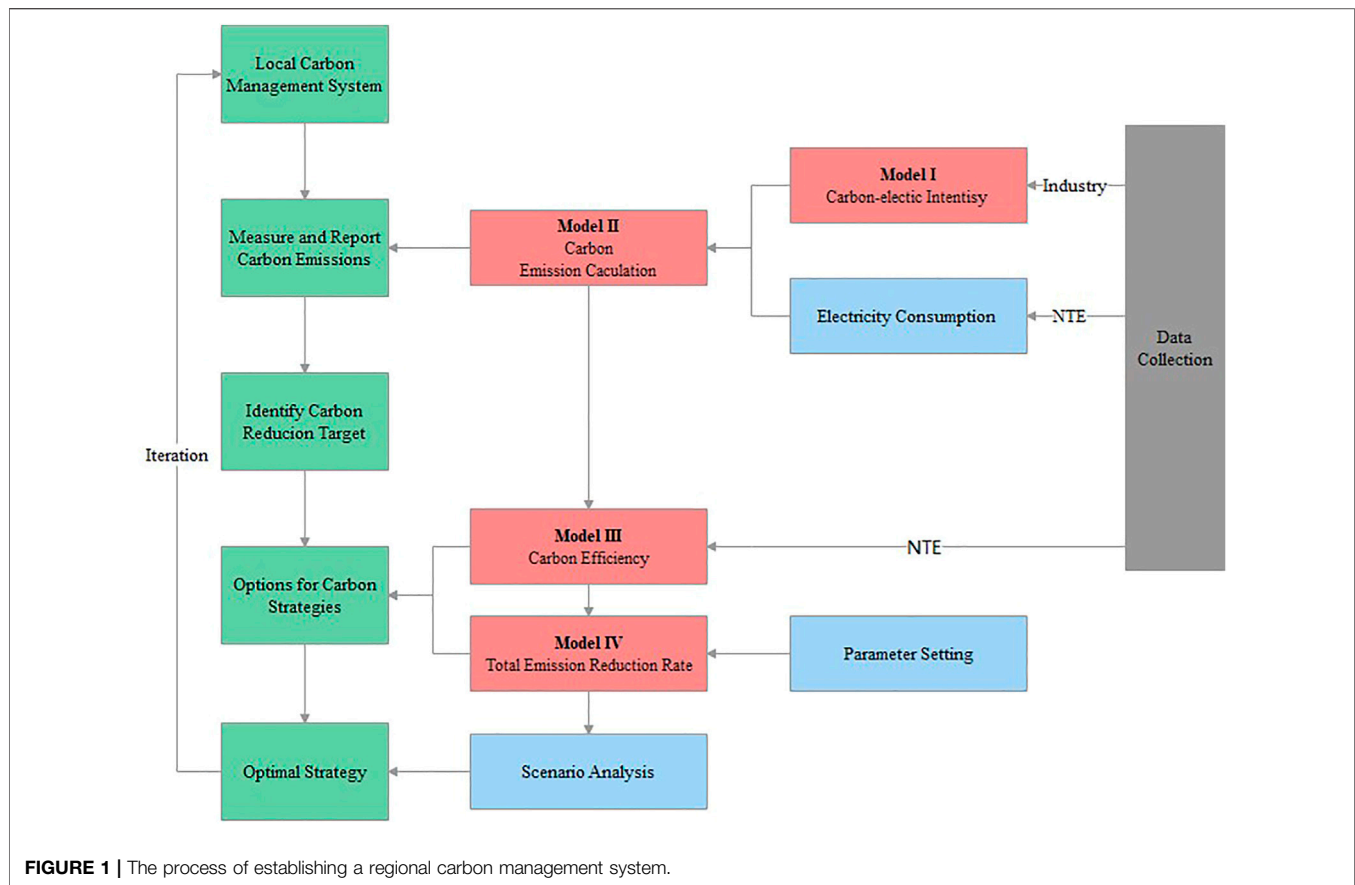 Local Carbon
Management System
Measure and Report
Carbon Emissions
Identify Carbon
Reducion Target
Iteration
Options for Carbon
Strategies
Optimal Strategy
Model II
Carbon
Emission Caculation
Model I
Carbon-electic Intentisy
Industry
Electricity Consumption
NTE
Data
Collection
Model III
Carbon Efficiency
NTE
Model IV
Total Emission Reduction Rate
Parameter Setting
Scenario Analysis
FIGURE 1 | The process of establishing a regional carbon management system.